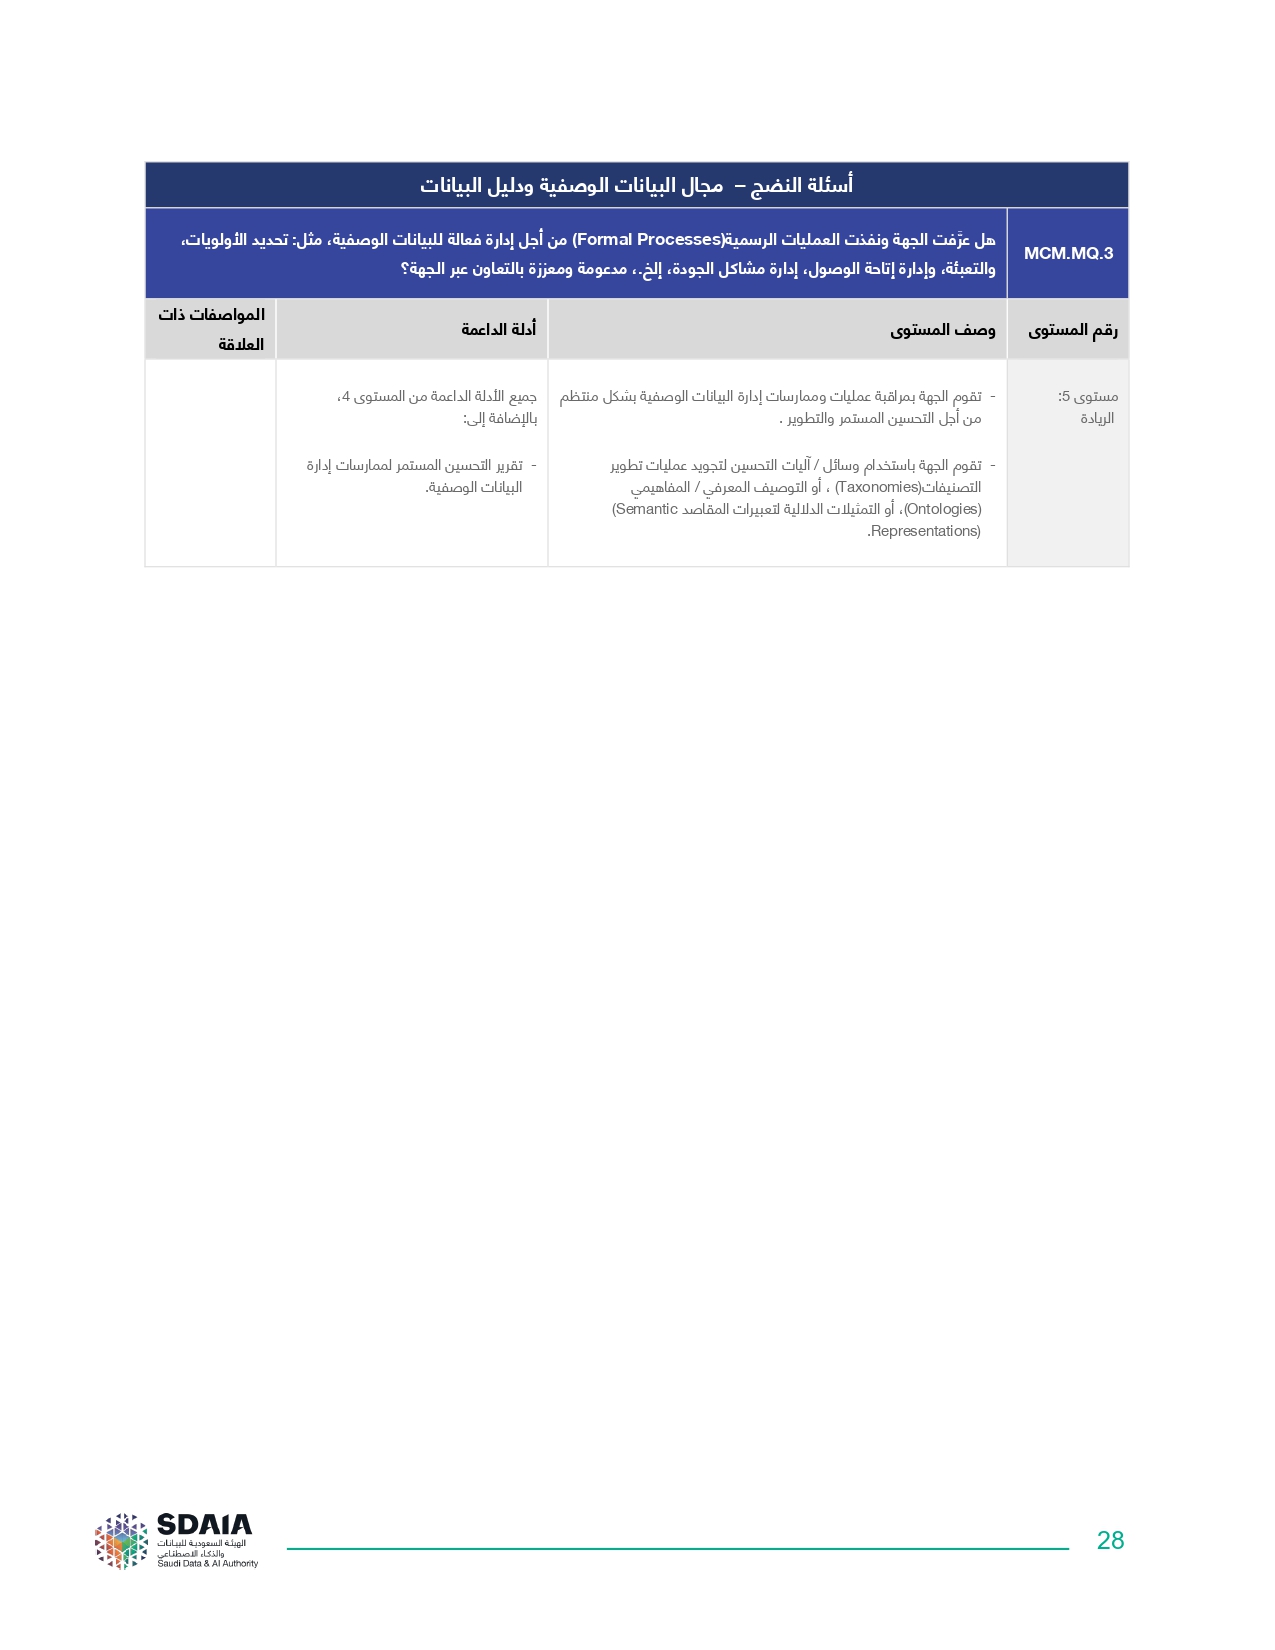 أسئلة النضج – مجال البيانات الوصفية ودليل البيانات
MCM.MQ.3
هل عرَّفت الجهة ونفذت العمليات الرسمية(Formal Processes) من أجل إدارة فعالة للبيانات الوصفية، مثل: تحديد الأولويات،
والتعبئة، وإدارة إتاحة الوصول، إدارة مشاكل الجودة، إلخ.، مدعومة ومعززة بالتعاون عبر الجهة؟
رقم المستوى
وصف المستوى
أدلة الداعمة
المواصفات ذات
العلاقة
مستوى 5:
الريادة
- تقوم الجهة بمراقبة عمليات وممارسات إدارة البيانات الوصفية بشكل منتظم
من أجل التحسين المستمر والتطوير .
- تقوم الجهة باستخدام وسائل / آليات التحسين لتجويد عمليات تطوير
التصنيفات(Taxonomies) ، أو التوصيف المعرفي / المفاهيمي
(Ontologies)، أو التمثيلات الدلالية لتعبيرات المقاصد Semantic)
Representations).
جميع الأدلة الداعمة من المستوى 4،
بالإضافة إلى:
- تقرير التحسين المستمر لممارسات إدارة
البيانات الوصفية.
SDAIA
الهيئة السعودية للبيانات
والذكاء الاصطناعي
Saudi Data & AI Authority
28